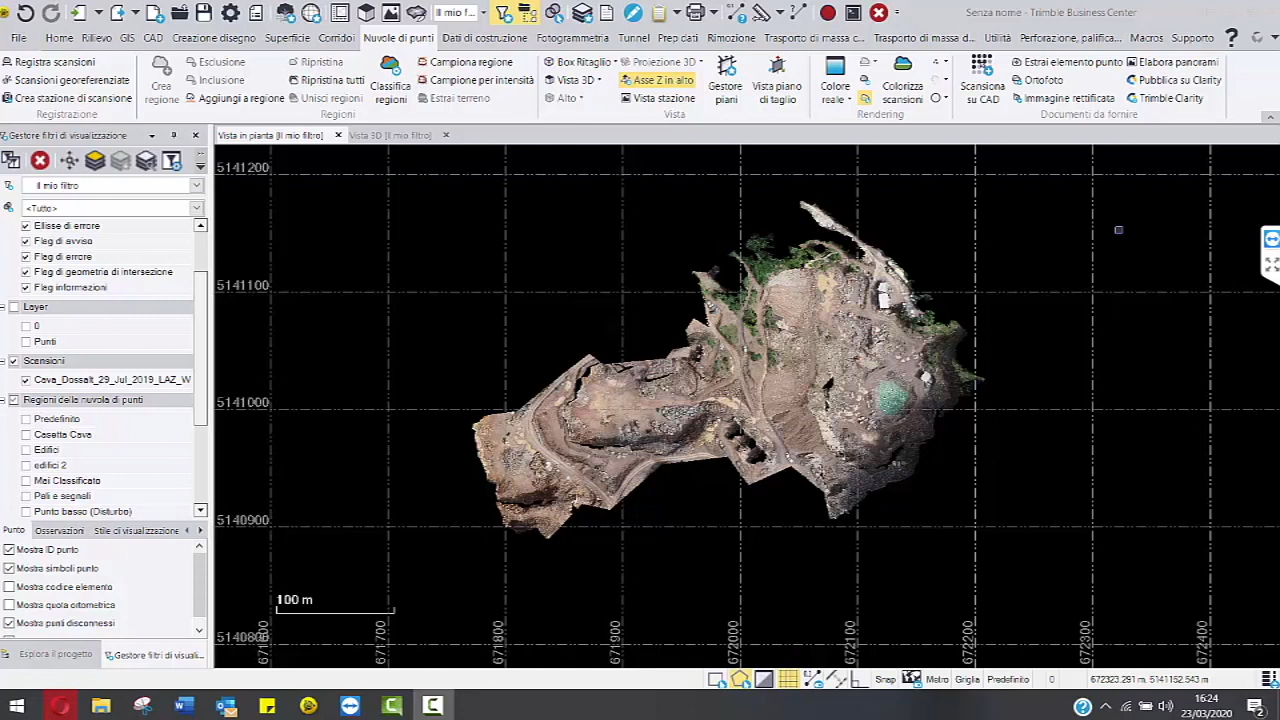 Il mio f...
Senza nome - Trimble Business Center
File Home Rilievo GIS CAD Creazione disegno Superficie Corridoi Nuvole di punti Dati di costruzione Fotogrammetria Tunnel Prep dati Rimozione Trasporto di massa c... Trasporto di massa d... Utilità Perforazione, palifica... Macros Supporto
Registra scansioni
Scansioni georeferenziate
Crea stazione di scansione
Registrazione
Crea regione
Esclusione
Inclusione
Aggiungi a regione
Ripristina
Ripristina tutti
Unisci regioni
Classifica regioni
Campiona regione
Campione per intensità
Estrai terreno
Regioni
Box Ritaglio
Vista 3D
Alto
Proiezione 3D
Asse Z in alto
Vista stazione
Gestore piani
Vista piano di taglio
Vista
Colore reale
Colorizza scansioni
Rendering
Scansiona su CAD
Estrai elemento punto
Ortofoto
Immagine rettificata
Elabora panorami
Pubblica su Clarity
Trimble Clarity
Documenti da fornire
Gestore filtri di visualizzazione
Vista in pianta [Il mio filtro]
Vista 3D [Il mio filtro]
Il mio filtro
<Tutto>
Ellisse di errore
Flag di avviso
Flag di errore
Flag di geometria di intersezione
Flag informazioni
Layer
0
Punti
Scansioni
Cava_Dossalt_29_Jul_2019_LAZ_W
Regioni della nuvola di punti
Predefinito
Casetta Cava
Edifici
edifici 2
Mai Classificato
Pali e segnali
Punto basso (Disturbo)
Punto Osservazioni Stile di visualizzazione
Mostra ID punto
Mostra simboli punto
Mostra codice elemento
Mostra quota ortometrica
Mostra punti disconnessi
Esplora il progetto
Gestore filtri di visuali...
5141200
5141100
5141000
5140900
5140800
100 m
671600 671700 671800 671900 672000 672100 672200 672300 672400
Snap Metro Griglia Predefinito 0 672323.291 m, 5141152.543 m
16:24
23/03/2020
2